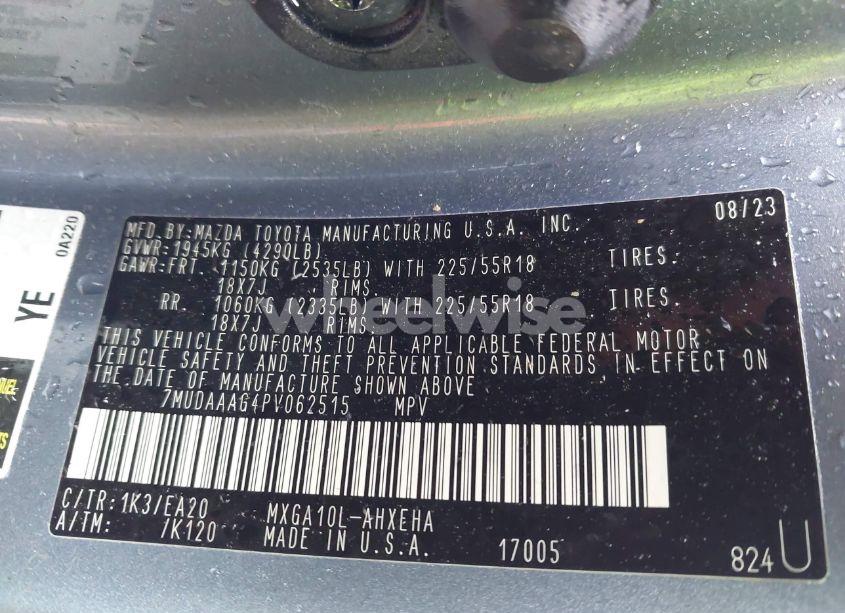 MFD. BY: MAZDA TOYOTA MANUFACTURING U.S.A. INC. 08/23
GVWR: 1945KG (4290LB)
GAWR: FRT. 1150KG (2535LB) WITH 225/55R18 TIRES.
18X7J RIMS
RR. 1060KG (2335LB) WITH 225/55R18 TIRES.
18X7J RIMS
THIS VEHICLE CONFORMS TO ALL APPLICABLE FEDERAL MOTOR
VEHICLE SAFETY AND THEFT PREVENTION STANDARDS IN EFFECT ON
THE DATE OF MANUFACTURE SHOWN ABOVE
7MUDAAAG4PV062515 MPV
C/TR: 1K3/EA20 MXGA10L-AHXEHA
A/TM: /K120 MADE IN U.S.A. 17005 824 U
YE 0A220
wheelwise